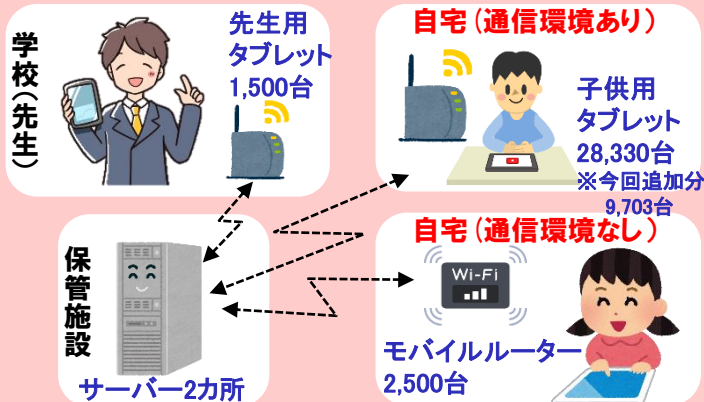 学校(先生)
先生用
タブレット
1,500台
自宅(通信環境あり)
子供用
タブレット
28,330台
※今回追加分
9,703台
保管施設
サーバー2カ所
自宅(通信環境なし)
Wi-Fi
モバイルルーター
2,500台